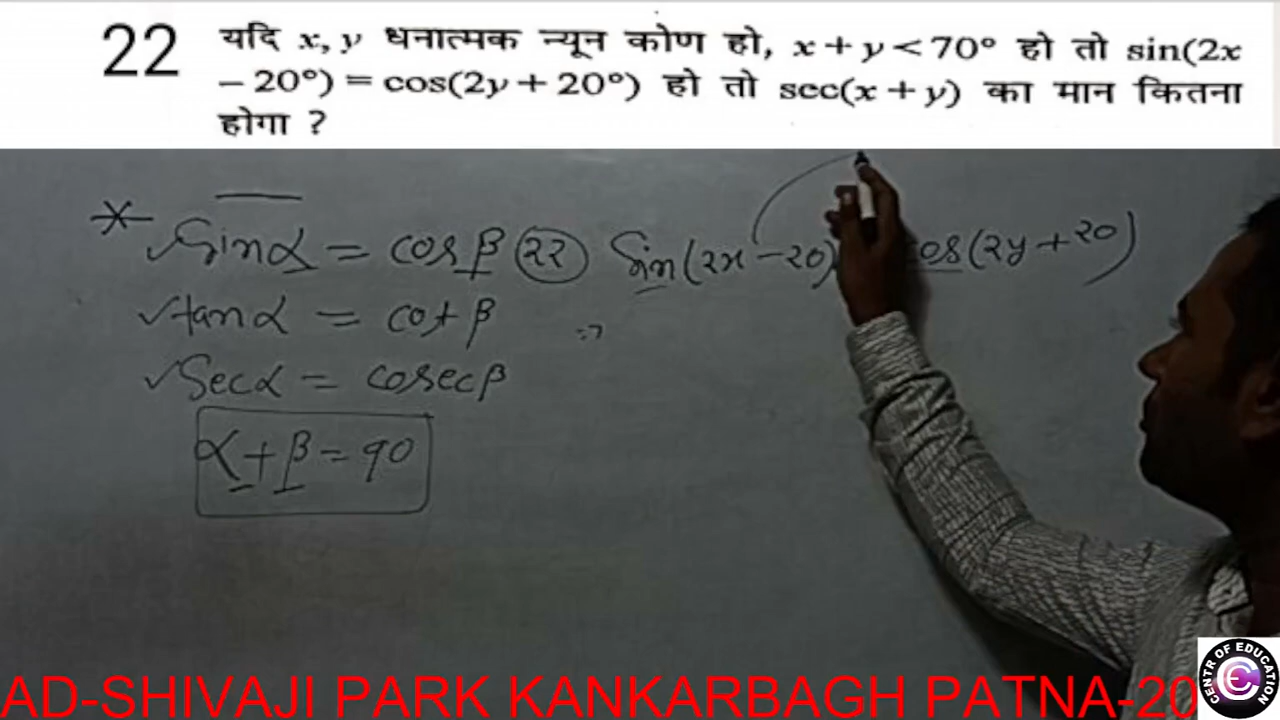 22 यदि x, y धनात्मक न्यून कोण हो, x + y < 70° हो तो sin(2x
– 20°) = cos(2y + 20°) हो तो sec(x + y) का मान कितना
होगा ?
Sinα = cosβ 22 Sin(2x – 20) cos(2y + 20)
tanα = cotβ
Secα = cosecβ
α + β = 90
AD-SHIVAJI PARK KANKARBAGH PATNA-20
CENTR OF EDUCATION